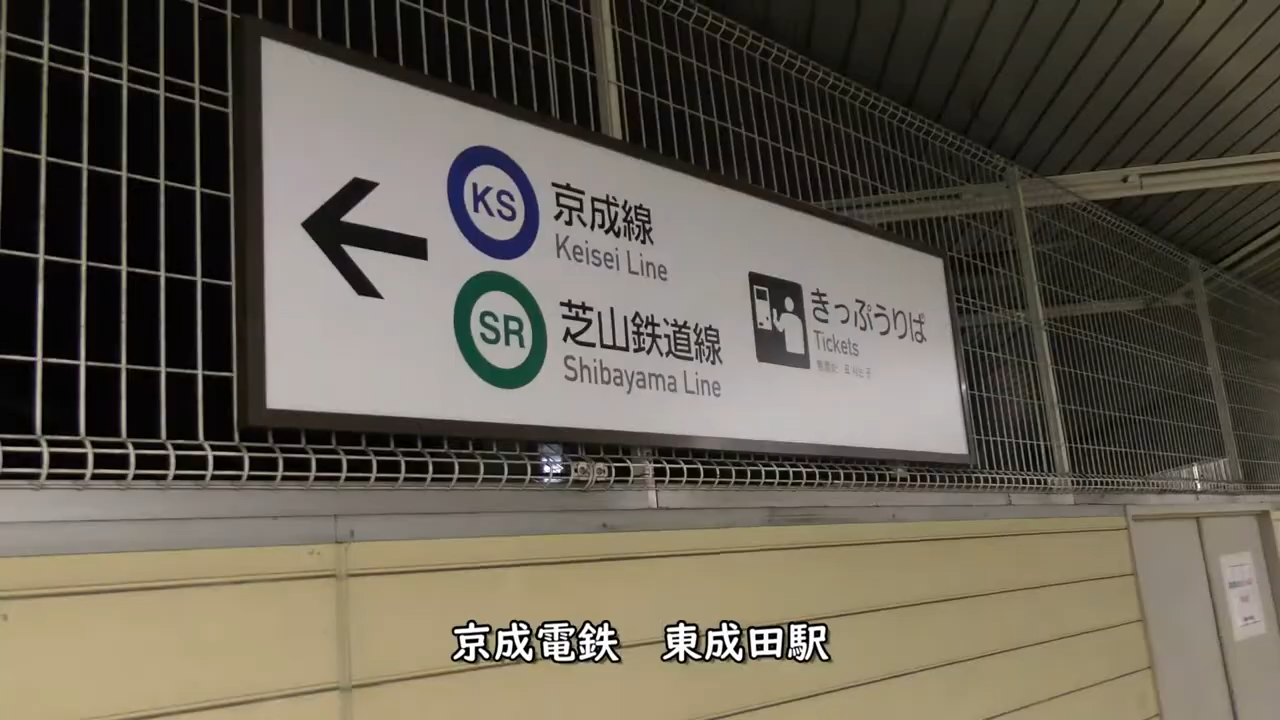 KS
京成線
Keisei Line
SR
芝山鉄道線
Shibayama Line
きっぷうりば
Tickets
京成電鉄 東成田駅